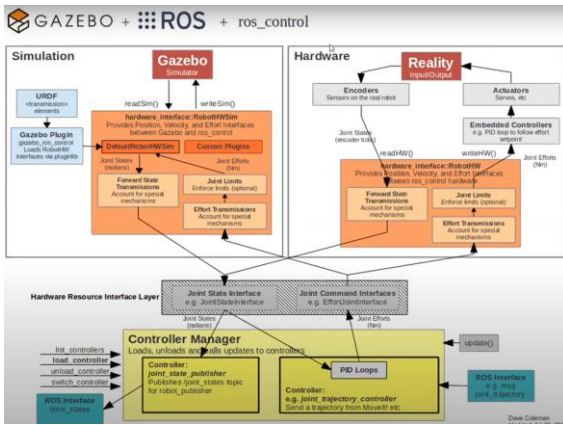 GAZEBO + ROS + ros_control
Simulation
Hardware
Gazebo
Simulator
Reality
Input/Output
URDF
<transmission>
elements
Gazebo Plugin
gazebo_ros_control
Loads RobotHW
Interfaces via pluginlib
readSim()
writeSim()
hardware_interface::RobotHWSim
Provides Position, Velocity, and Effort Interfaces
between Gazebo and ros_control
DefaultRobotHWSim
Custom Plugins
Joint States
(radians)
Joint Efforts
(Nm)
Forward State
Transmissions
Account for special
mechanisms
Joint Limits
Enforce limits (optional)
Effort Transmissions
Account for special
mechanisms
Encoders
Sensors on the real robot
Actuators
Servos, etc
Embedded Controllers
e.g. PID loop to follow effort
setpoint
Joint States
(encoder ticks)
readHW()
writeHW()
Joint Efforts
(Nm)
hardware_interface::RobotHW
Provides Position, Velocity, and Effort Interfaces
between ros_control hardware
Forward State
Transmissions
Account for special
mechanisms
Joint Limits
Enforce limits (optional)
Effort Transmissions
Account for special
mechanisms
Hardware Resource Interface Layer
Joint State Interface
e.g. JointStateInterface
Joint Command Interfaces
e.g. EffortJointInterface
Joint States
(radians)
Joint Efforts
(Nm)
Controller Manager
Loads, unloads and calls updates to controllers
list_controllers
load_controller
unload_controller
switch_controller
update()
Controller:
joint_state_publisher
Publishes /joint_states topic
for robot_publisher
PID Loops
Controller:
e.g. joint_trajectory_controller
Send a trajectory from MoveIt! etc
ROS Interface
/joint_states
ROS Interface
e.g. msg
joint_trajectory
Dave Coleman